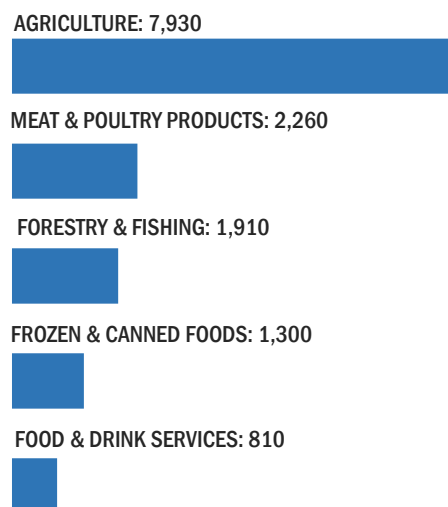 AGRICULTURE: 7,930
MEAT & POULTRY PRODUCTS: 2,260
FORESTRY & FISHING: 1,910
FROZEN & CANNED FOODS: 1,300
FOOD & DRINK SERVICES: 810